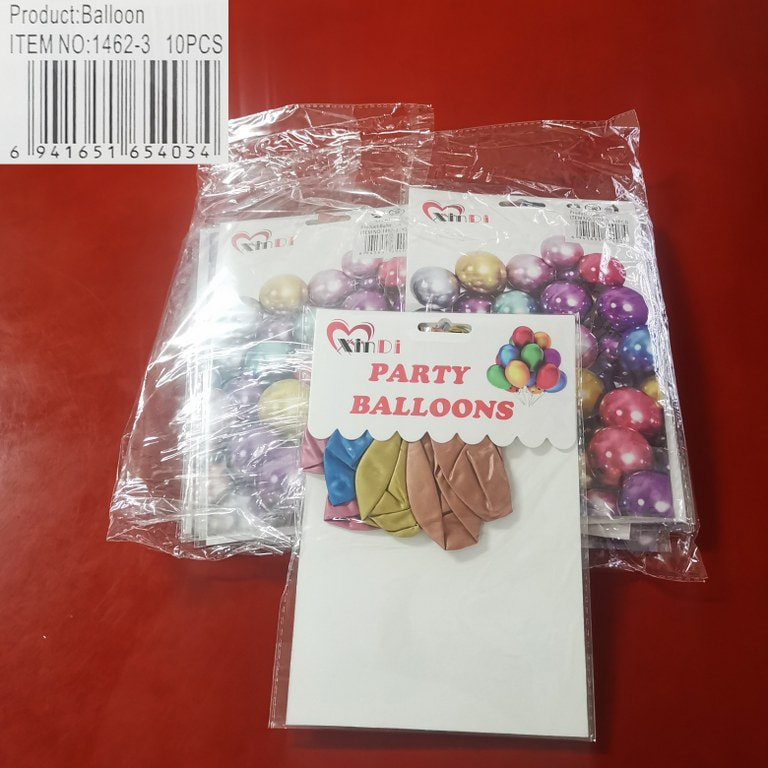 Product:Balloon
ITEM NO:1462-3 10PCS
6 941651 654034
XinDi
XinDi
XinDi
PARTY
BALLOONS